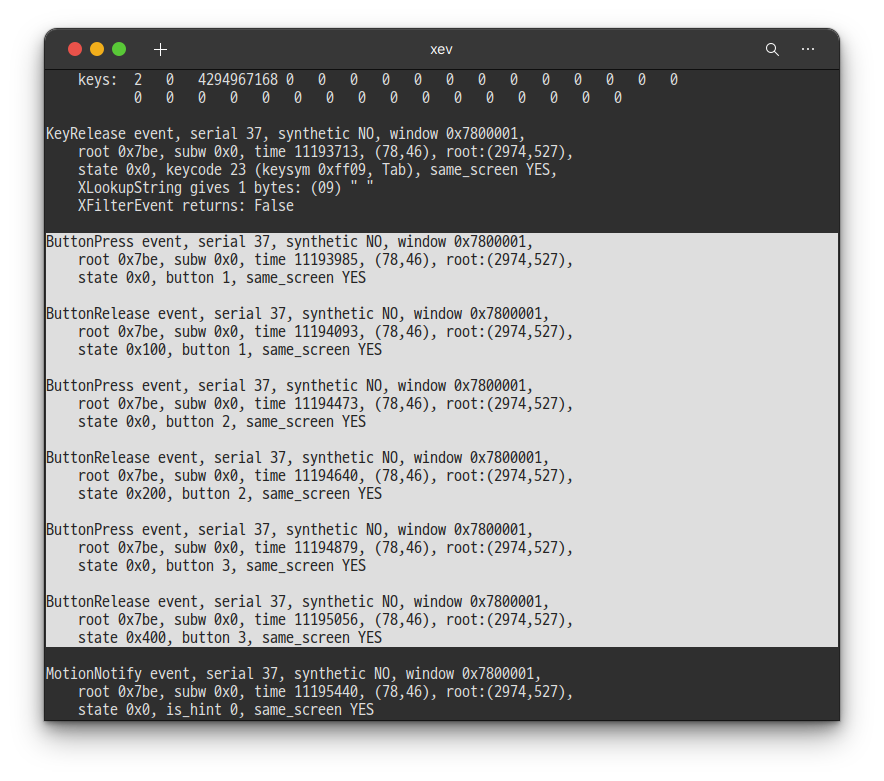 xev
keys:  2   0   4294967168 0   0   0   0   0   0   0   0   0   0   0   0   0
0   0   0   0   0   0   0   0   0   0   0   0   0   0   0   0
KeyRelease event, serial 37, synthetic NO, window 0x7800001,
root 0x7be, subw 0x0, time 11193713, (78,46), root:(2974,527),
state 0x0, keycode 23 (keysym 0xff09, Tab), same_screen YES,
XLookupString gives 1 bytes: (09) " "
XFilterEvent returns: False
ButtonPress event, serial 37, synthetic NO, window 0x7800001,
root 0x7be, subw 0x0, time 11193985, (78,46), root:(2974,527),
state 0x0, button 1, same_screen YES
ButtonRelease event, serial 37, synthetic NO, window 0x7800001,
root 0x7be, subw 0x0, time 11194093, (78,46), root:(2974,527),
state 0x100, button 1, same_screen YES
ButtonPress event, serial 37, synthetic NO, window 0x7800001,
root 0x7be, subw 0x0, time 11194473, (78,46), root:(2974,527),
state 0x0, button 2, same_screen YES
ButtonRelease event, serial 37, synthetic NO, window 0x7800001,
root 0x7be, subw 0x0, time 11194640, (78,46), root:(2974,527),
state 0x200, button 2, same_screen YES
ButtonPress event, serial 37, synthetic NO, window 0x7800001,
root 0x7be, subw 0x0, time 11194879, (78,46), root:(2974,527),
state 0x0, button 3, same_screen YES
ButtonRelease event, serial 37, synthetic NO, window 0x7800001,
root 0x7be, subw 0x0, time 11195056, (78,46), root:(2974,527),
state 0x400, button 3, same_screen YES
MotionNotify event, serial 37, synthetic NO, window 0x7800001,
root 0x7be, subw 0x0, time 11195440, (78,46), root:(2974,527),
state 0x0, is_hint 0, same_screen YES